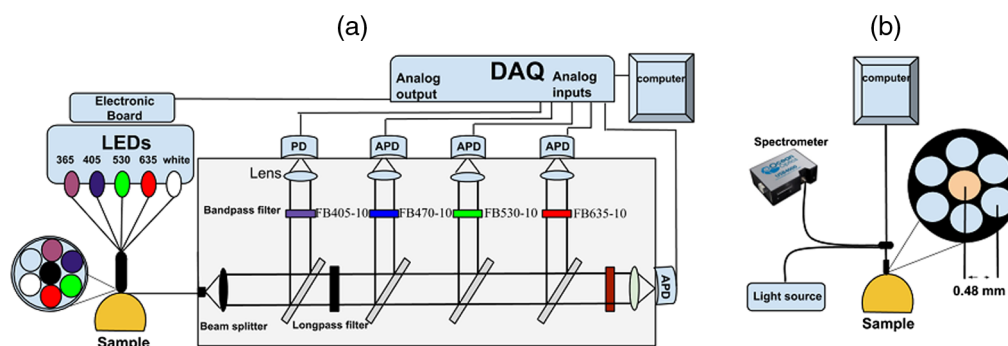 (a)
(b)
DAQ
Analog
output
Analog
inputs
computer
Electronic
Board
LEDs
365 405 530 635 white
PD APD APD APD
Lens
Bandpass filter
FB405-10 FB470-10 FB530-10 FB635-10
APD
Beam splitter
Longpass filter
Sample
computer
Spectrometer
Light source
Sample
0.48 mm